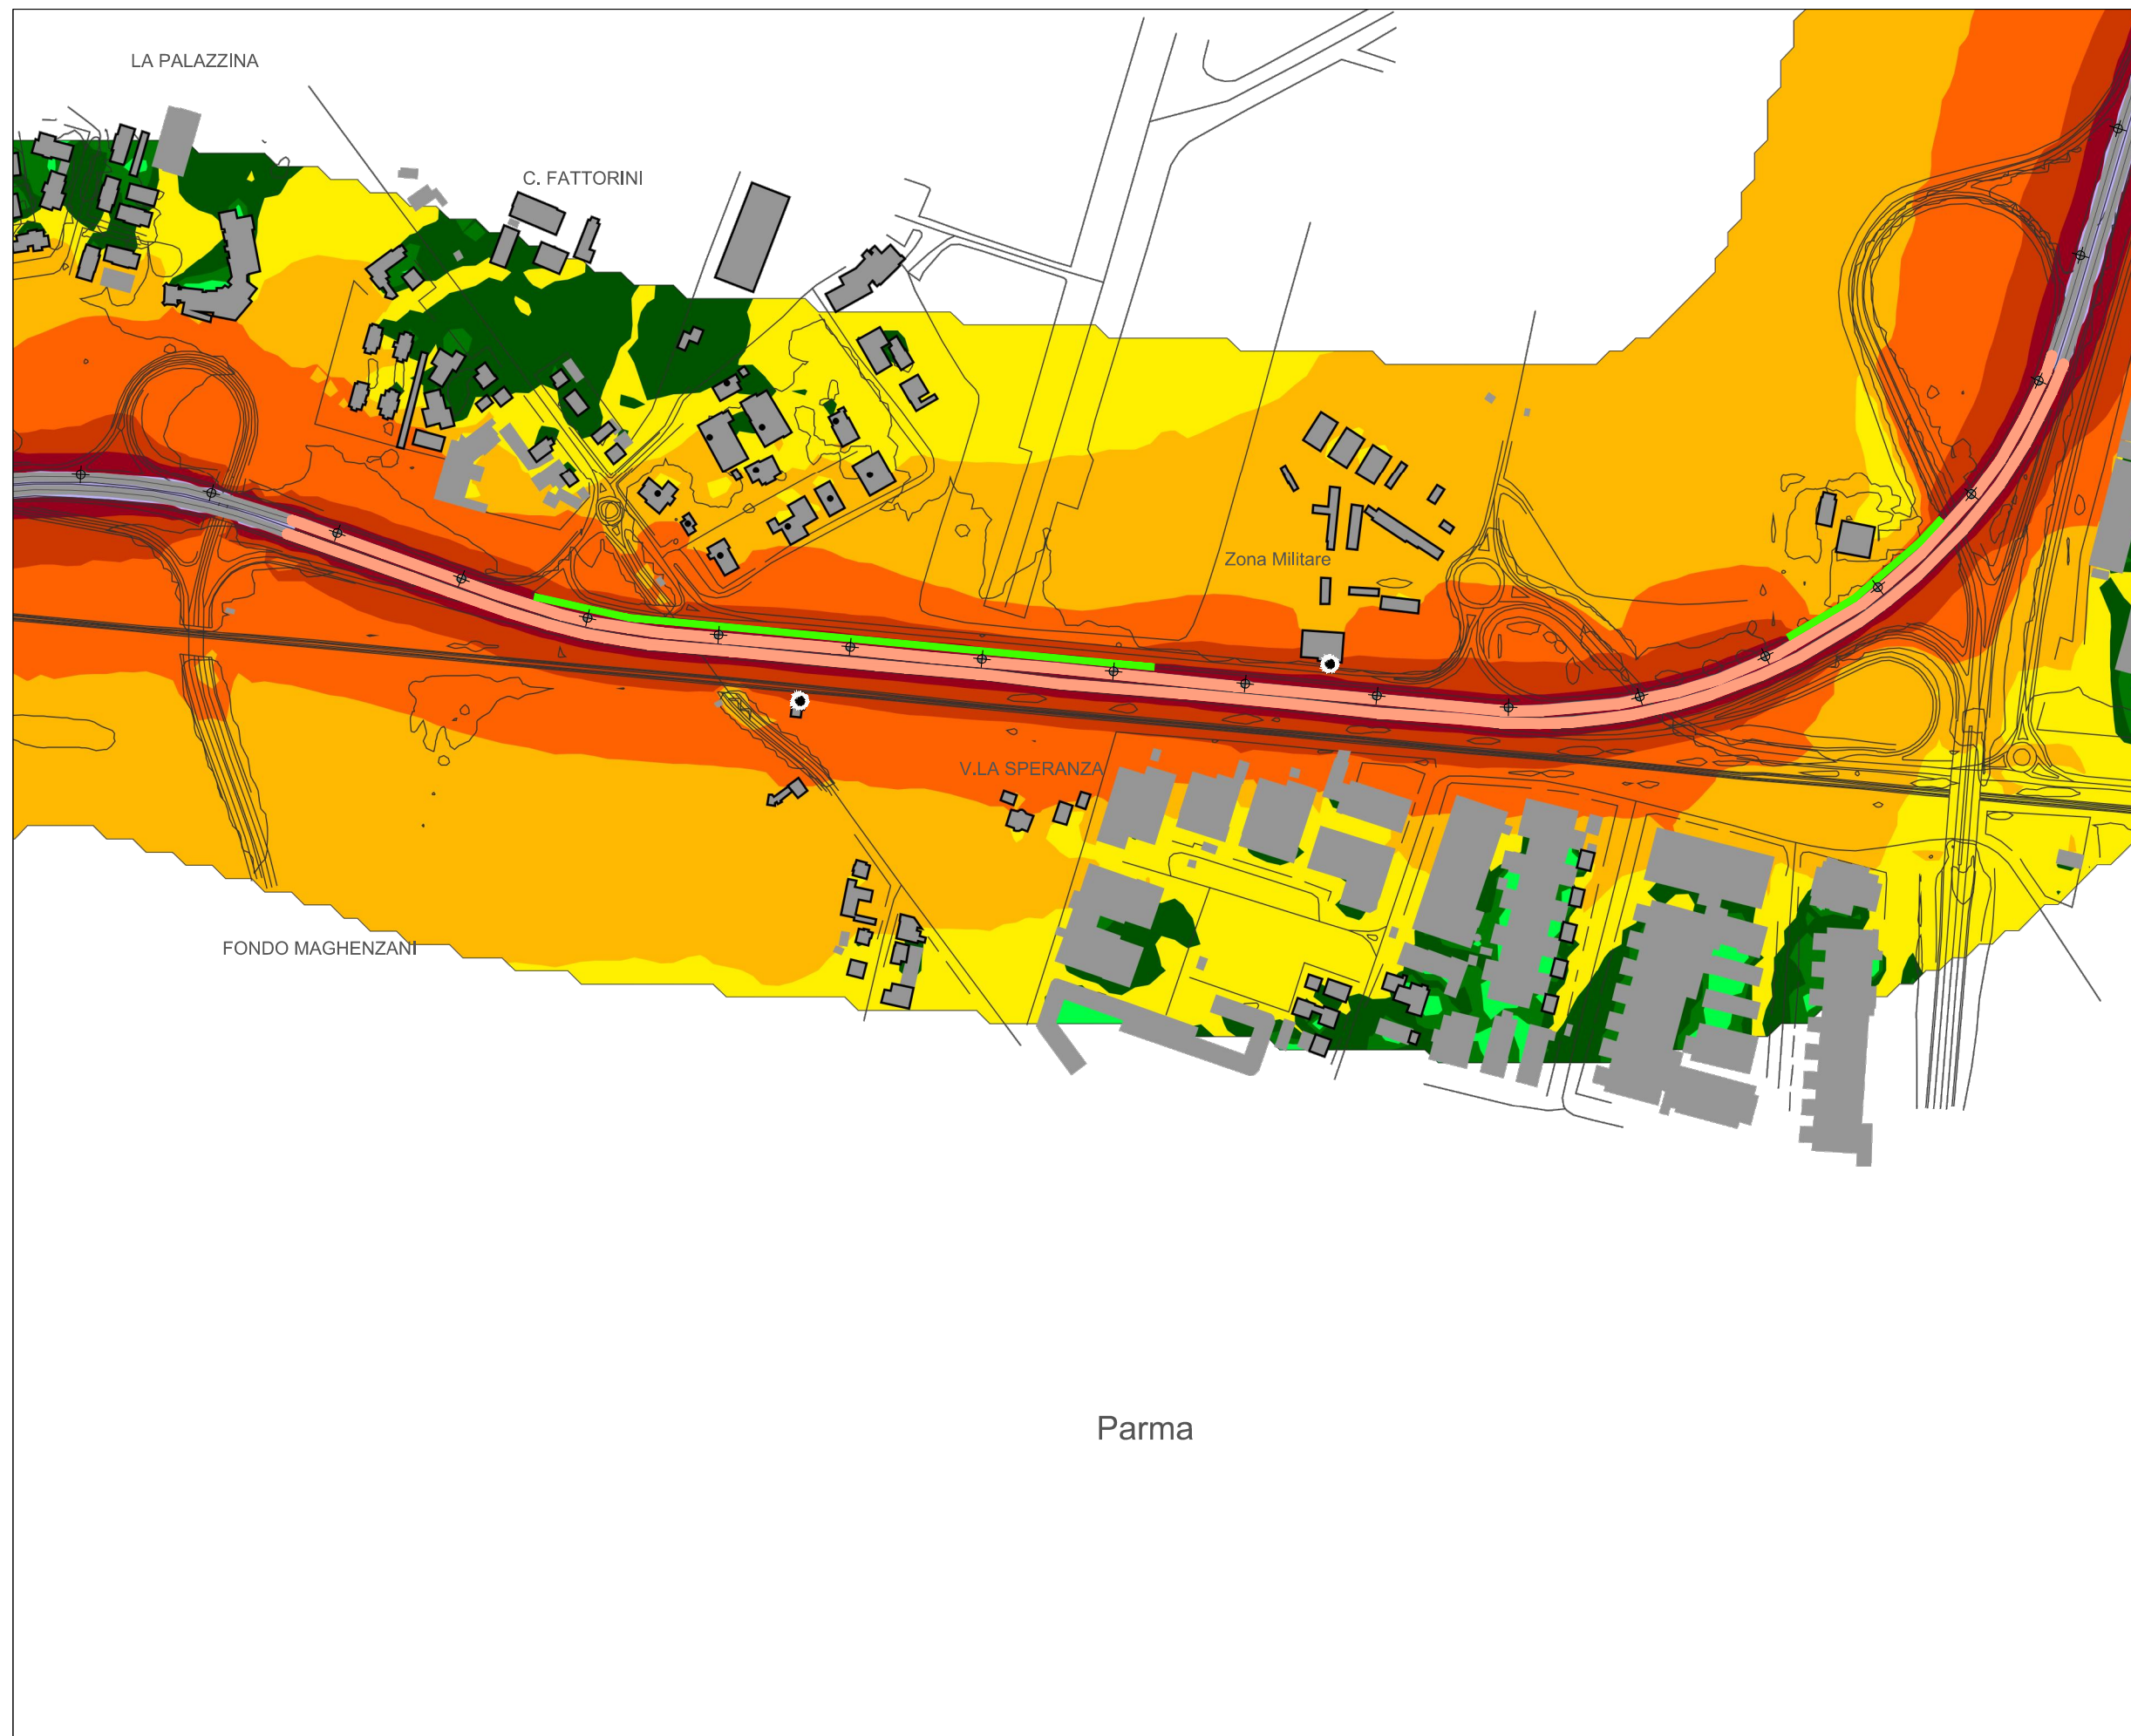 LA PALAZZINA
C. FATTORINI
Zona Militare
V.LA SPERANZA
FONDO MAGHENZANI
Parma